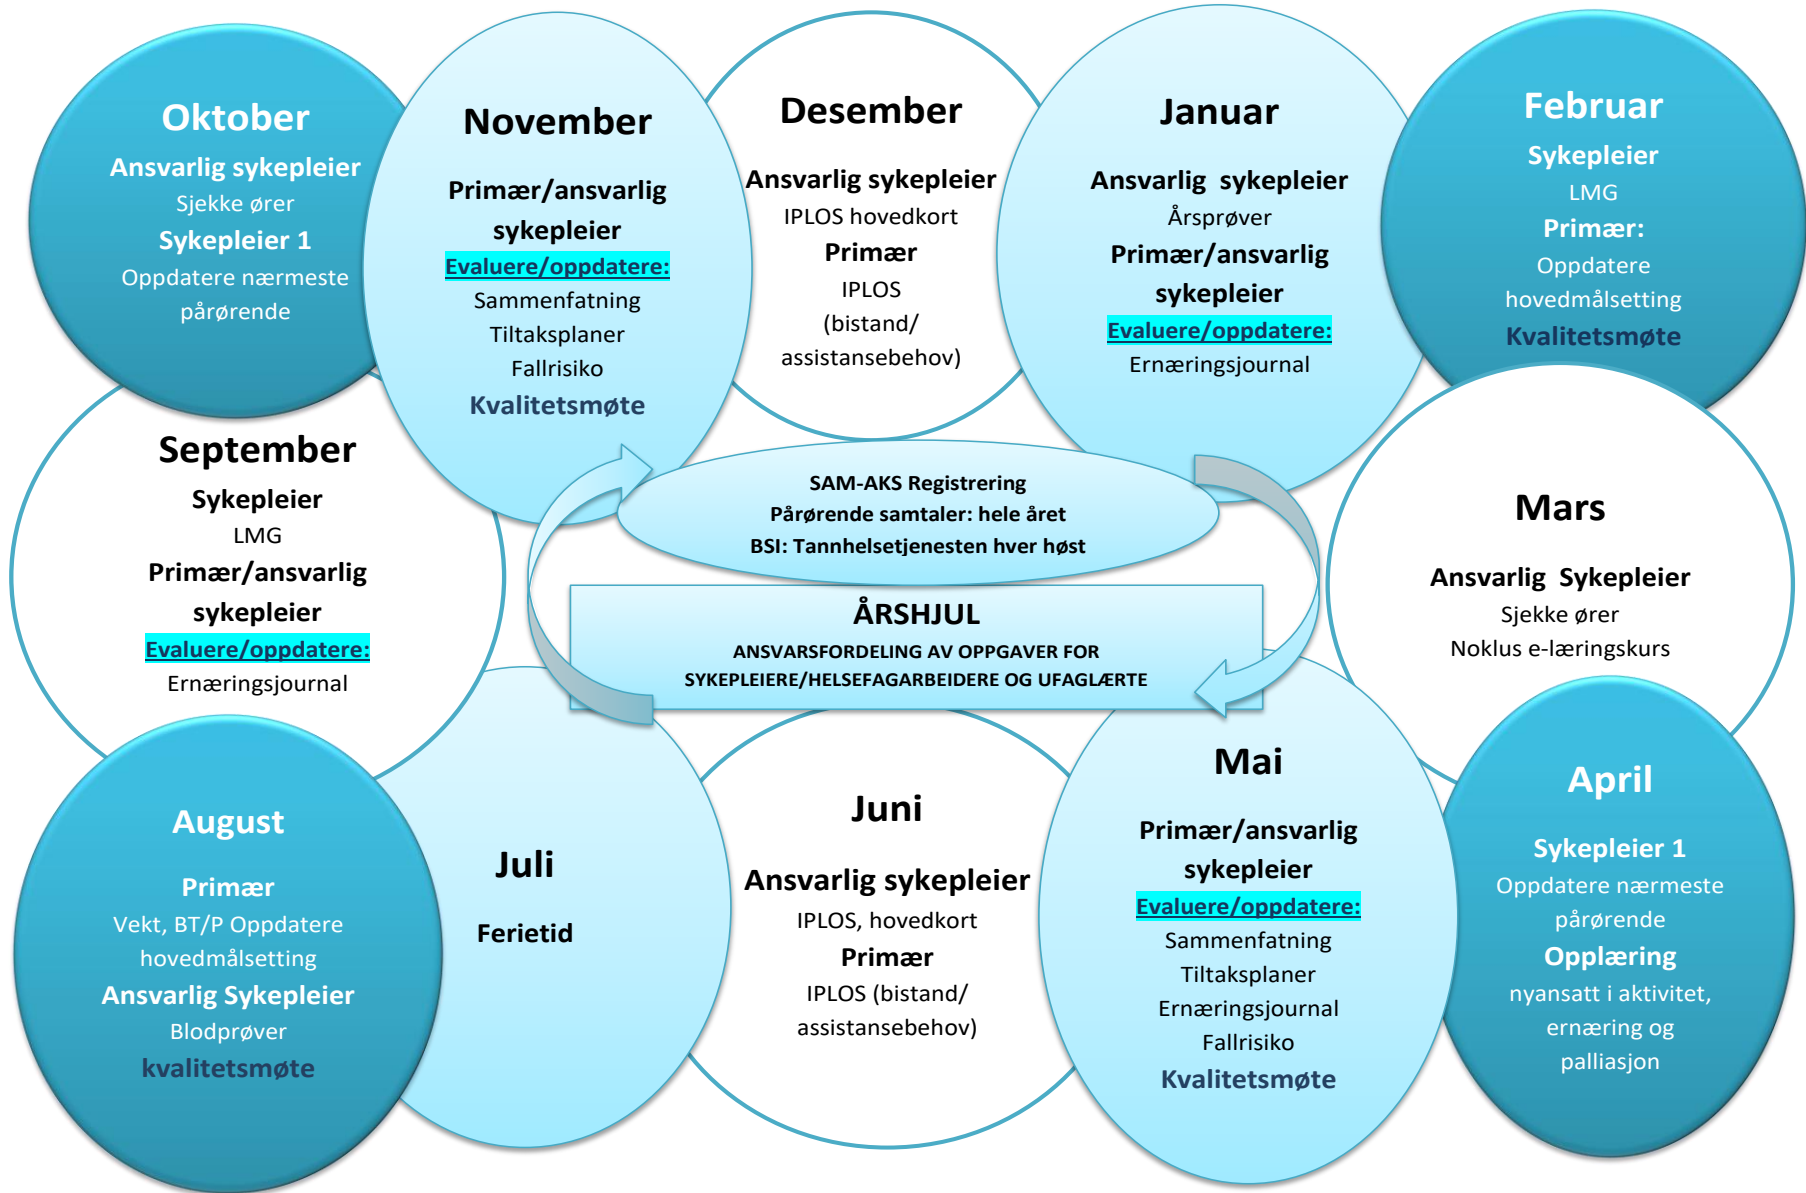 Oktober
Ansvarlig sykepleier
Sjekke ører
Sykepleier 1
Oppdatere nærmeste
pårørende
November
Primær/ansvarlig
sykepleier
Evaluere/oppdatere:
Sammenfatning
Tiltaksplaner
Fallrisiko
Kvalitetsmøte
Desember
Ansvarlig sykepleier
IPLOS hovedkort
Primær
IPLOS
(bistand/
assistansebehov)
Januar
Ansvarlig sykepleier
Årsprøver
Primær/ansvarlig
sykepleier
Evaluere/oppdatere:
Ernæringsjournal
Februar
Sykepleier
LMG
Primær:
Oppdatere
hovedmålsetting
Kvalitetsmøte
September
Sykepleier
LMG
Primær/ansvarlig
sykepleier
Evaluere/oppdatere:
Ernæringsjournal
SAM-AKS Registrering
Pårørende samtaler: hele året
BSI: Tannhelsetjenesten hver høst
ÅRSHJUL
ANSVARSFORDELING AV OPPGAVER FOR
SYKEPLEIERE/HELSEFAGARBEIDERE OG UFAGLÆRTE
Mars
Ansvarlig Sykepleier
Sjekke ører
Noklus e-læringskurs
August
Primær
Vekt, BT/P Oppdatere
hovedmålsetting
Ansvarlig Sykepleier
Blodprøver
kvalitetsmøte
Juli
Ferietid
Juni
Ansvarlig sykepleier
IPLOS, hovedkort
Primær
IPLOS (bistand/
assistansebehov)
Mai
Primær/ansvarlig
sykepleier
Evaluere/oppdatere:
Sammenfatning
Tiltaksplaner
Ernæringsjournal
Fallrisiko
Kvalitetsmøte
April
Sykepleier 1
Oppdatere nærmeste
pårørende
Opplæring
nyansatt i aktivitet,
ernæring og
palliasjon